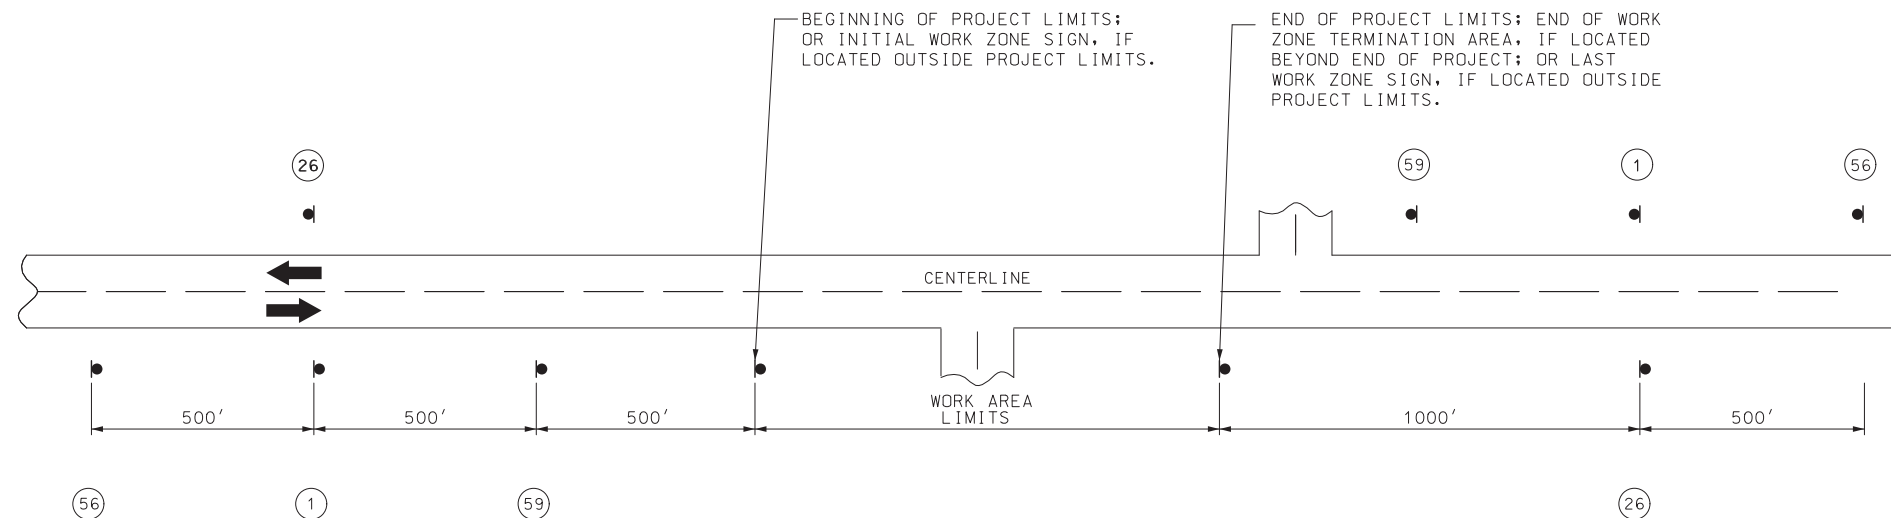 BEGINNING OF PROJECT LIMITS;
OR INITIAL WORK ZONE SIGN, IF
LOCATED OUTSIDE PROJECT LIMITS.
END OF PROJECT LIMITS; END OF WORK
ZONE TERMINATION AREA, IF LOCATED
BEYOND END OF PROJECT; OR LAST
WORK ZONE SIGN, IF LOCATED OUTSIDE
PROJECT LIMITS.
26
59
1
56
CENTERLINE
WORK AREA
LIMITS
500'
500'
500'
1000'
500'
56
1
59
26